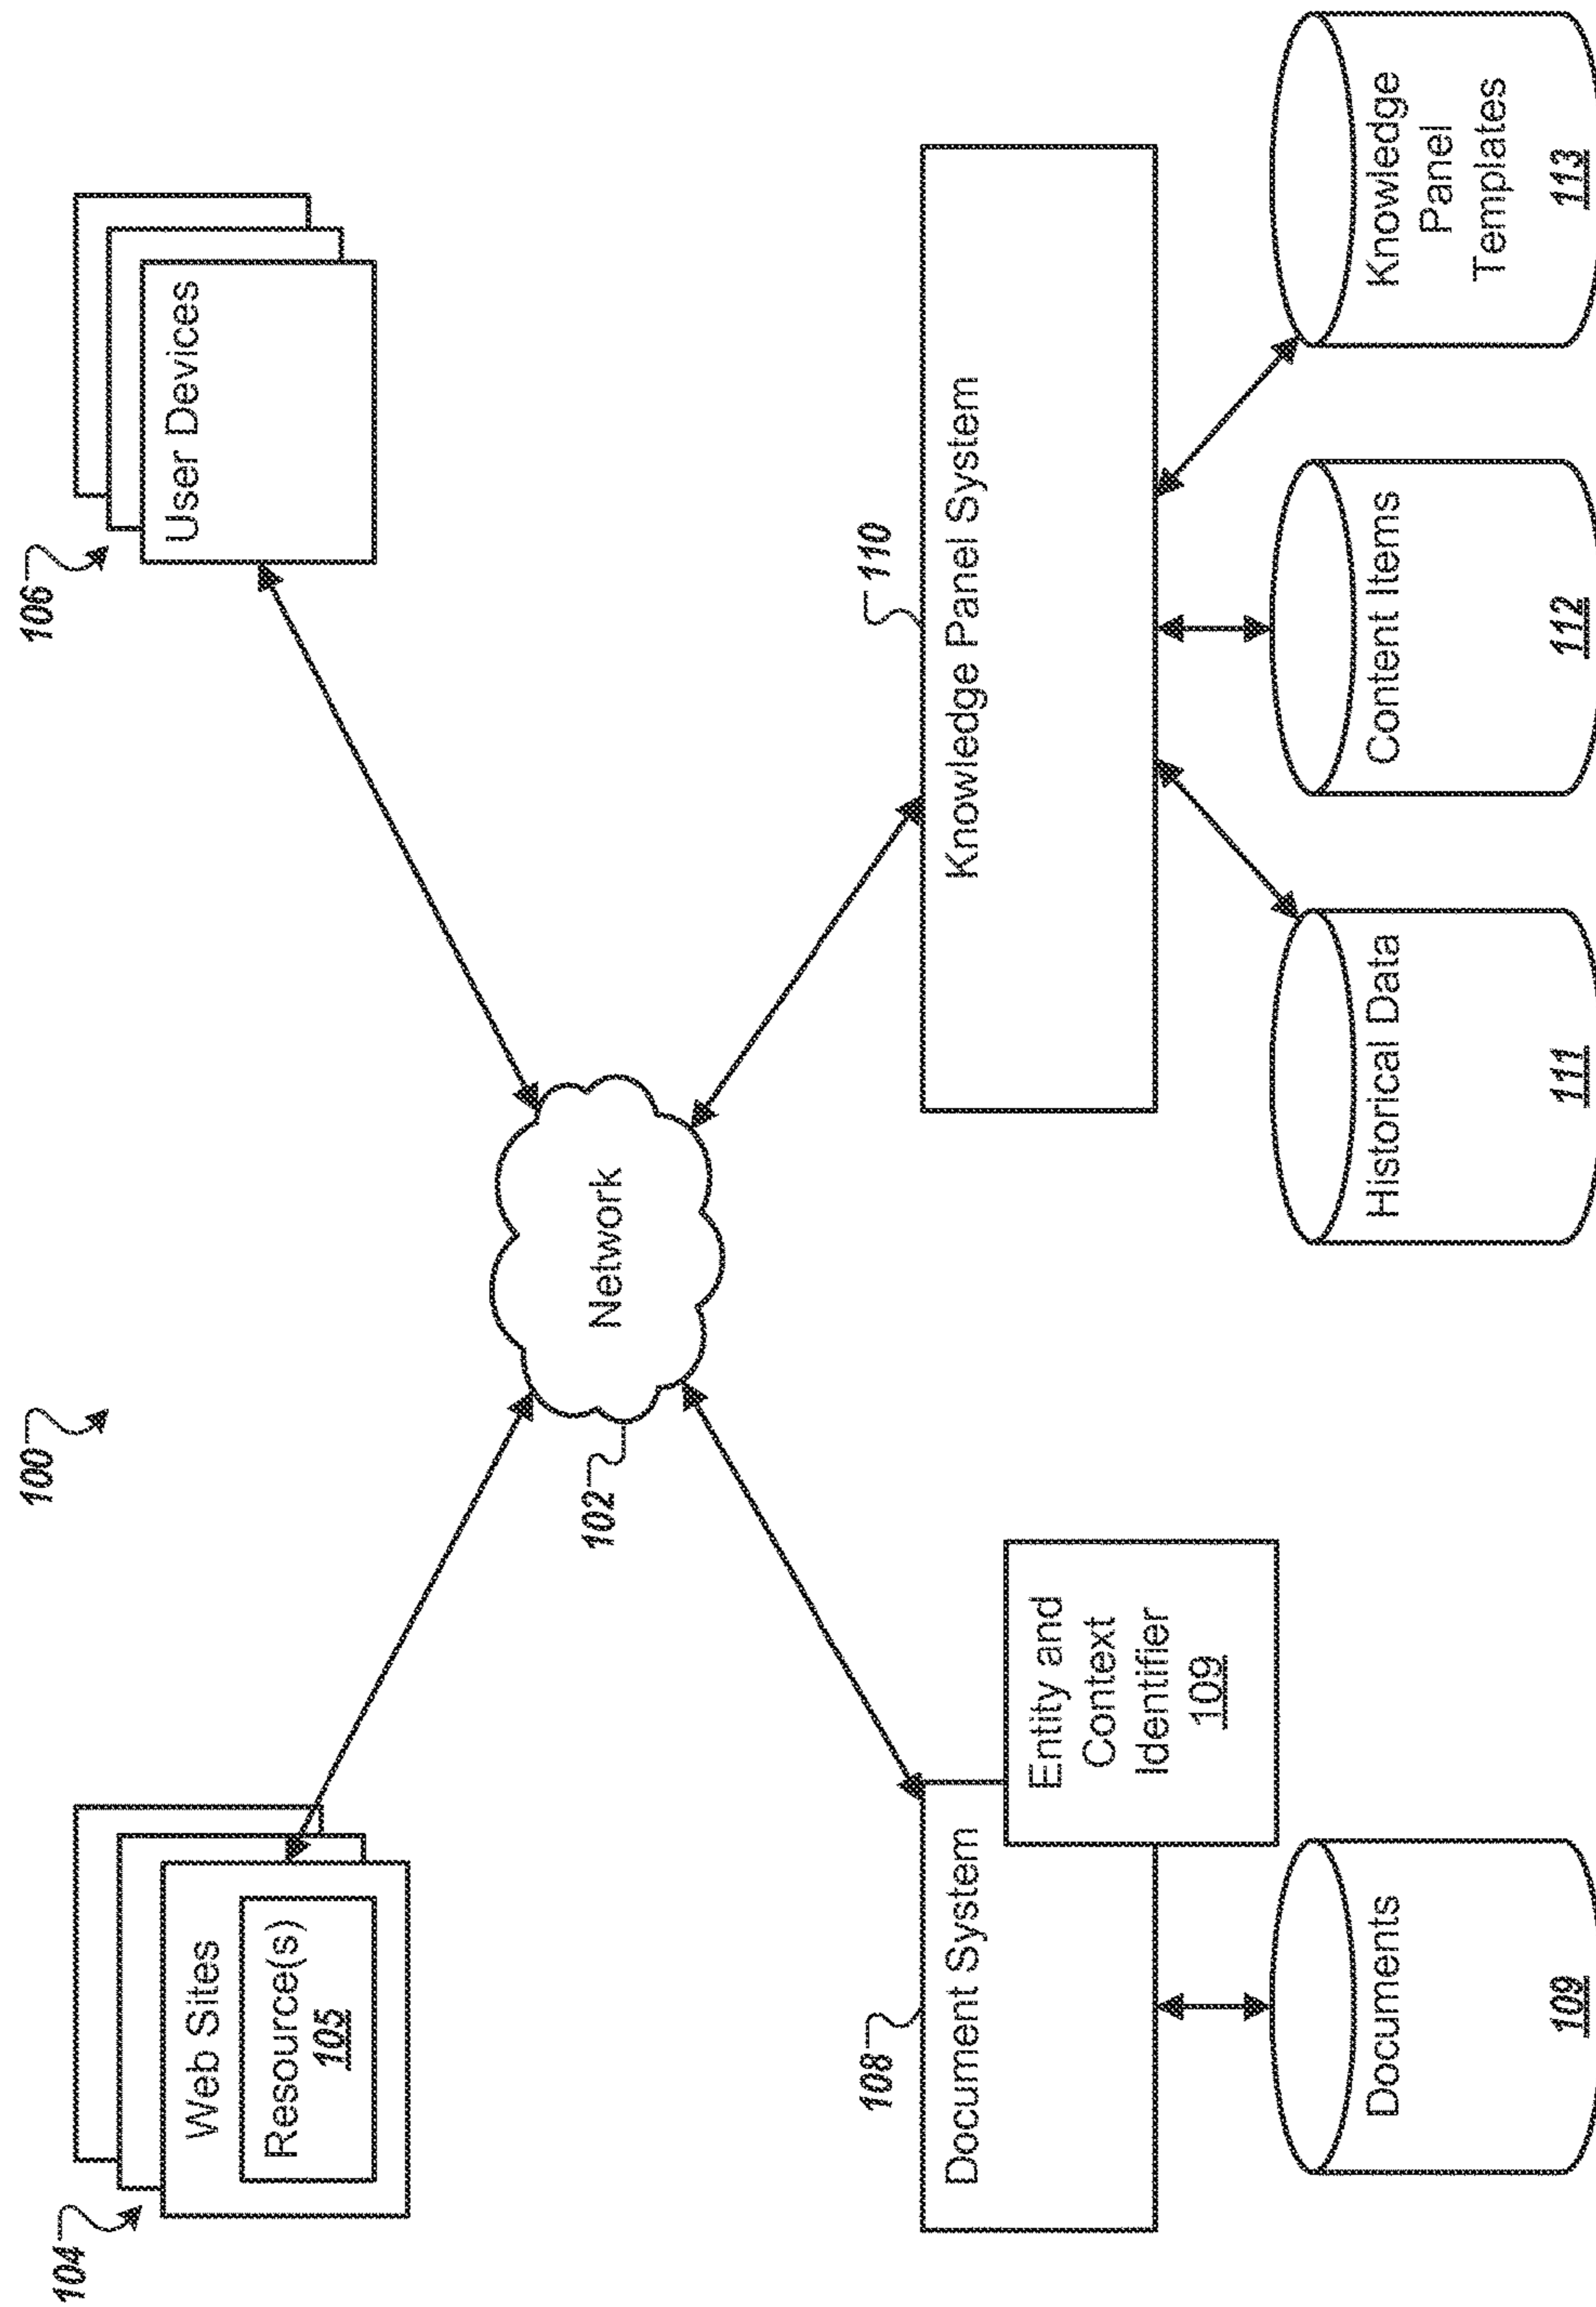 100
104
Web Sites
Resource(s)
105
106
User Devices
Network
102
108
Document System
Entity and
Context
Identifier
109
Documents
109
110
Knowledge Panel System
Historical Data
111
Content Items
112
Knowledge
Panel
Templates
113